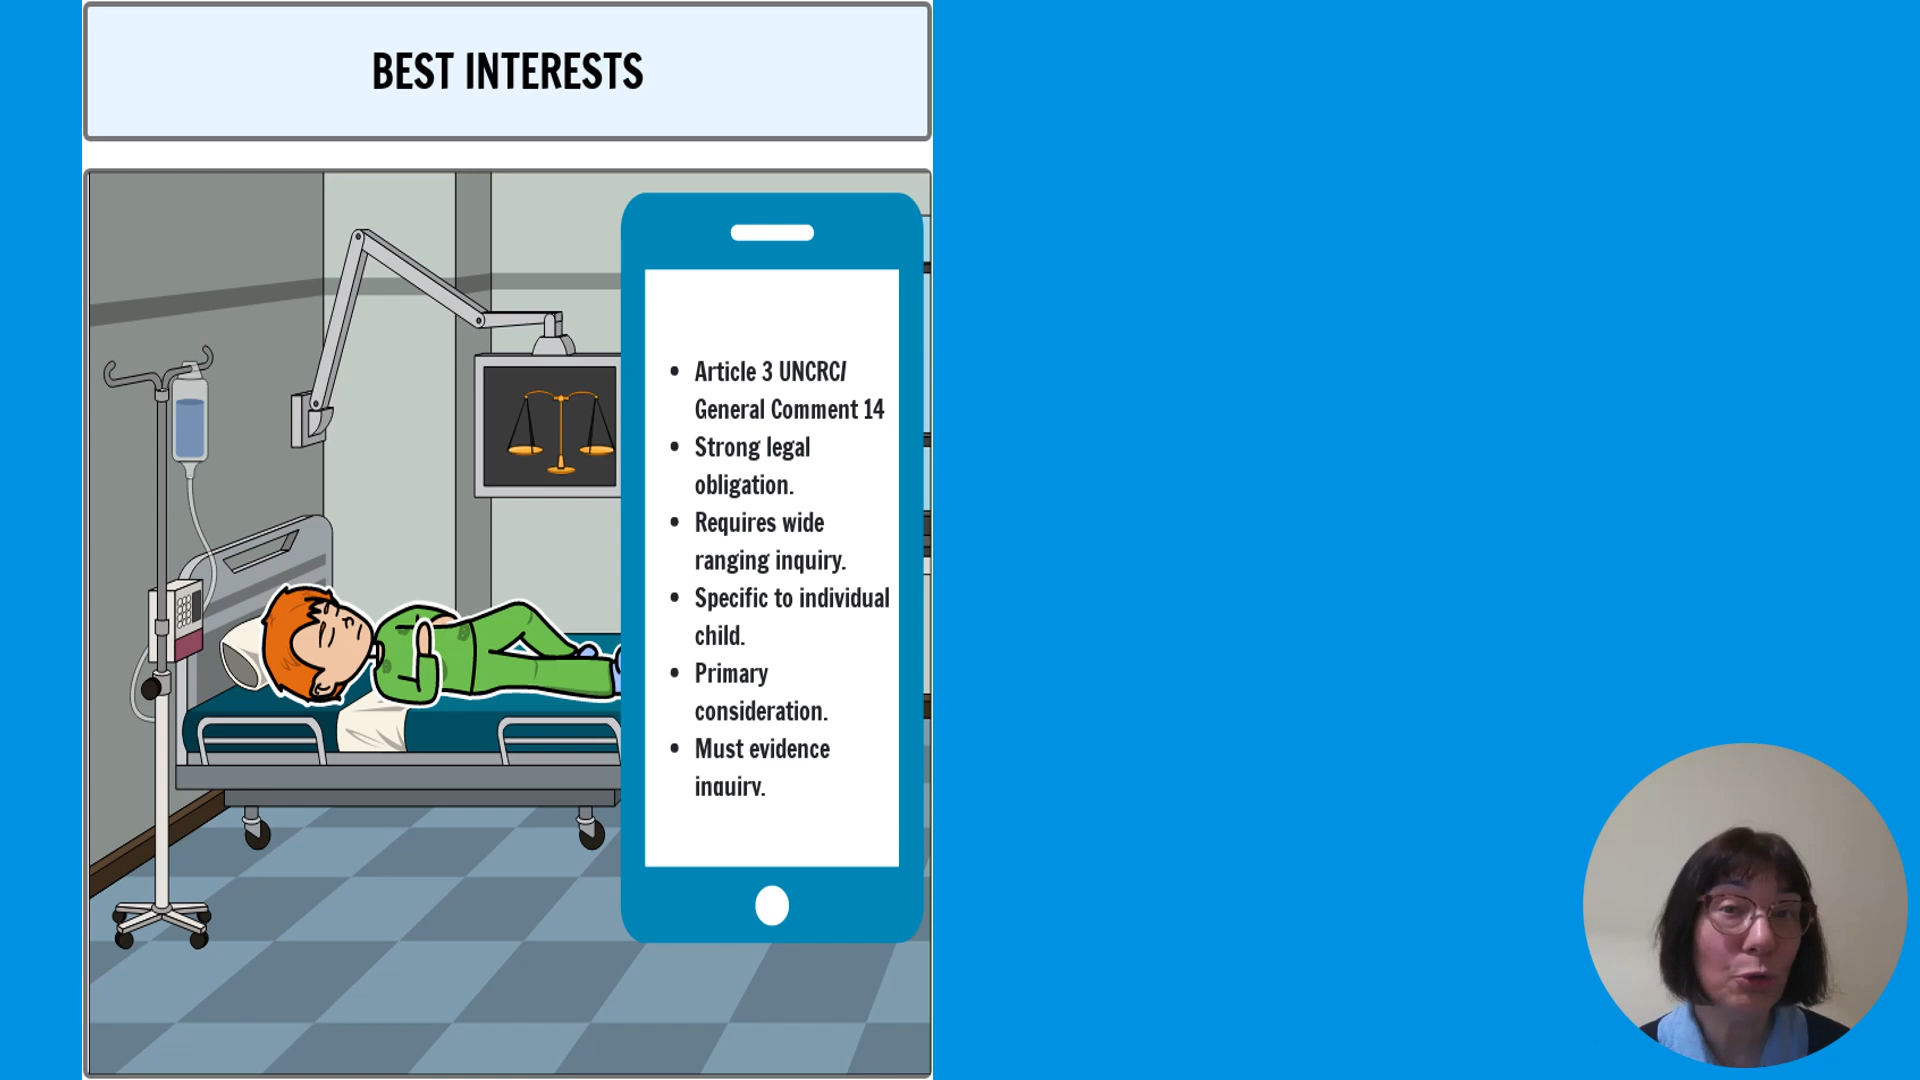 BEST INTERESTS
• Article 3 UNCRC/
General Comment 14
• Strong legal
obligation.
• Requires wide
ranging inquiry.
• Specific to individual
child.
• Primary
consideration.
• Must evidence
inquiry.